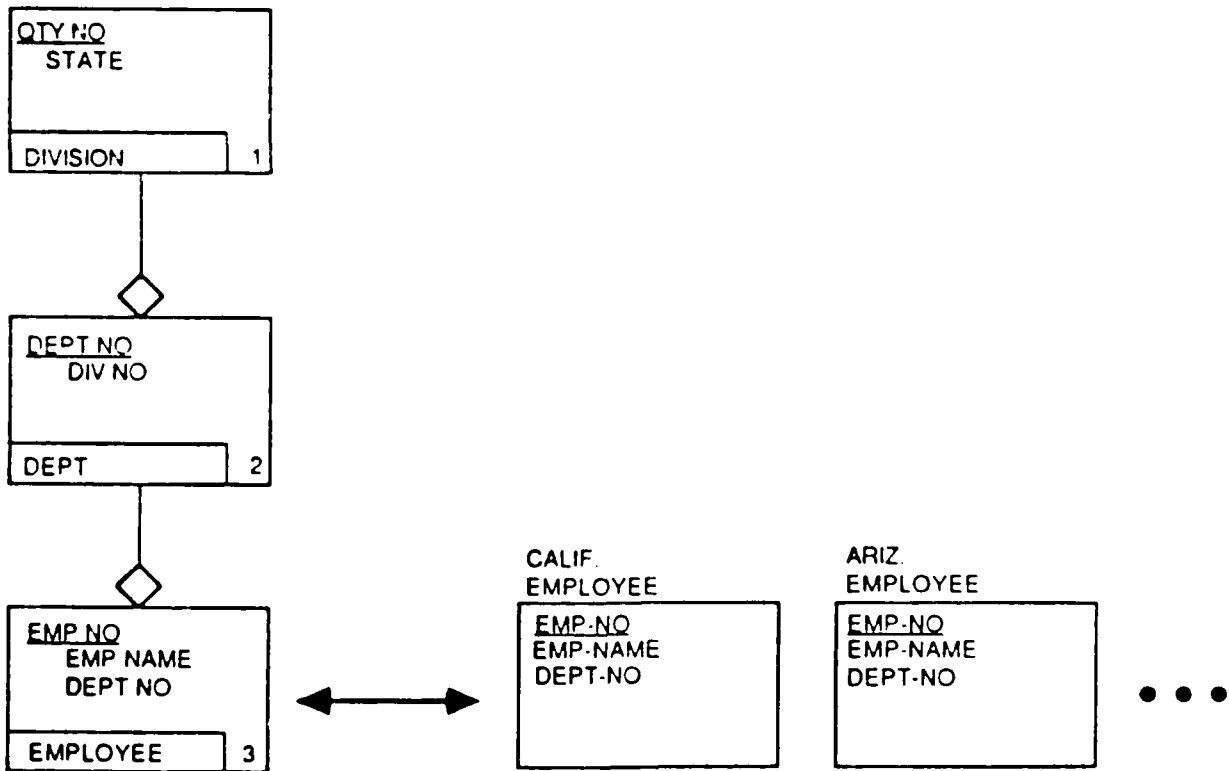 QTY NO
STATE
DIVISION 1
DEPT NO
DIV NO
DEPT 2
EMP NO
EMP NAME
DEPT NO
EMPLOYEE 3
CALIF.
EMPLOYEE
EMP-NO
EMP-NAME
DEPT-NO
ARIZ.
EMPLOYEE
EMP-NO
EMP-NAME
DEPT-NO